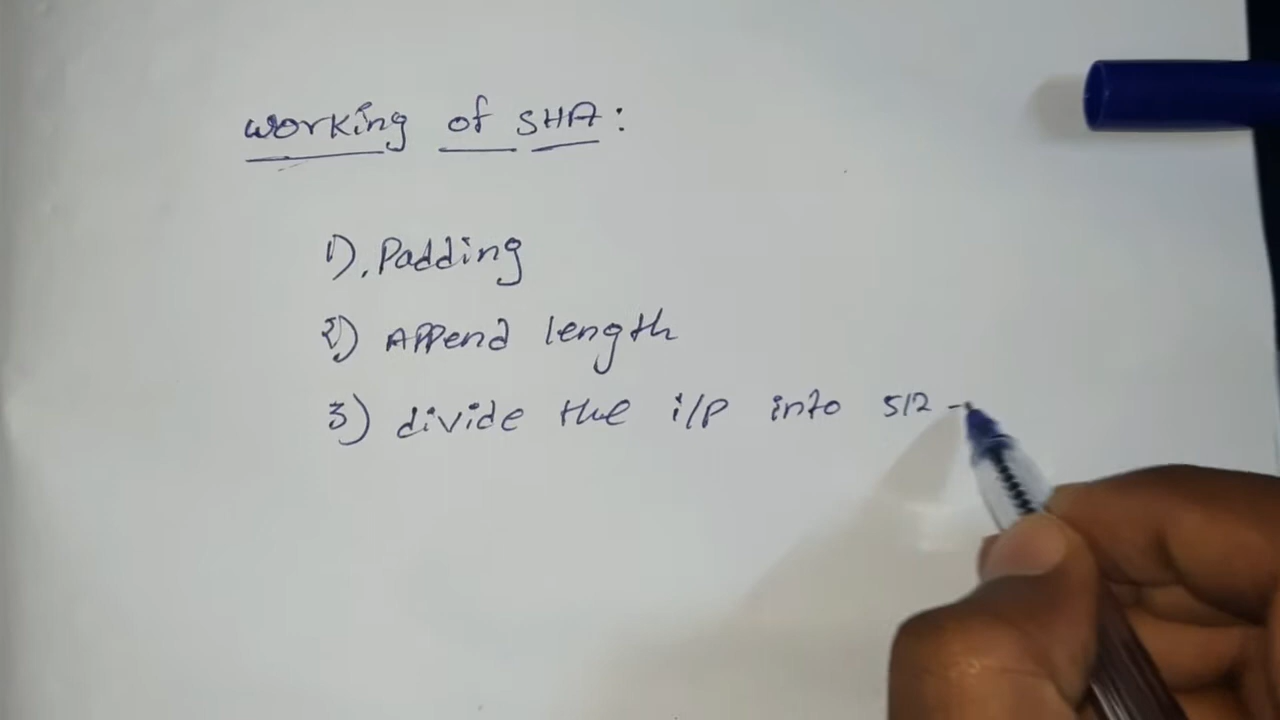 Working of SHA:
1). Padding
2) Append length
3) divide the i/p into 512 -